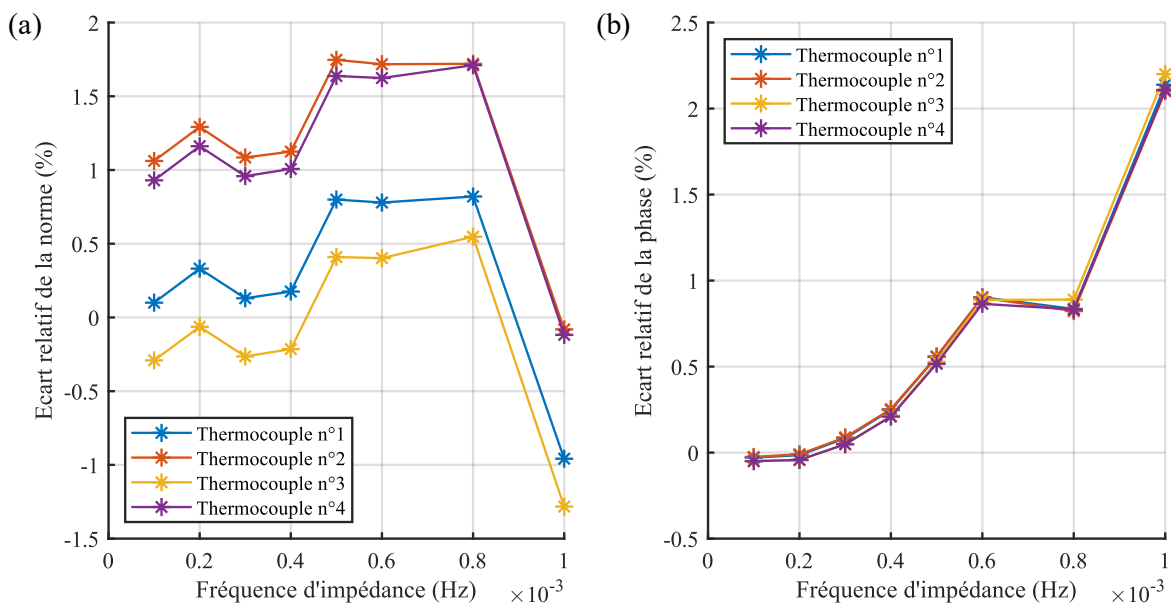 (a)
Ecart relatif de la norme (%)
2
1.5
1
0.5
0
-0.5
-1
-1.5
Thermocouple n°1
Thermocouple n°2
Thermocouple n°3
Thermocouple n°4
0 0.2 0.4 0.6 0.8 1
Fréquence d'impédance (Hz) ×10⁻³
(b)
Ecart relatif de la phase (%)
2.5
2
1.5
1
0.5
0
-0.5
Thermocouple n°1
Thermocouple n°2
Thermocouple n°3
Thermocouple n°4
0 0.2 0.4 0.6 0.8 1
Fréquence d'impédance (Hz) ×10⁻³